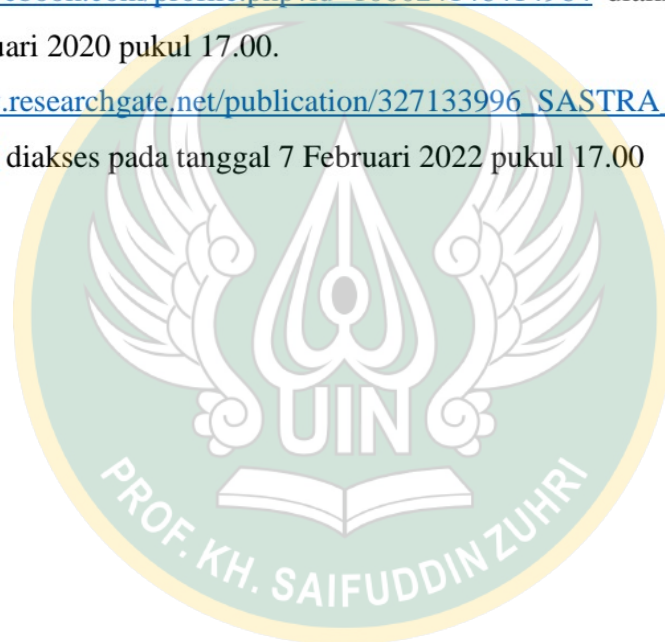 uari 2020 pukul 17.00.
.researchgate.net/publication/327133996_SASTRA_
diakses pada tanggal 7 Februari 2022 pukul 17.00
UIN
PROF. KH. SAIFUDDIN ZUHRI